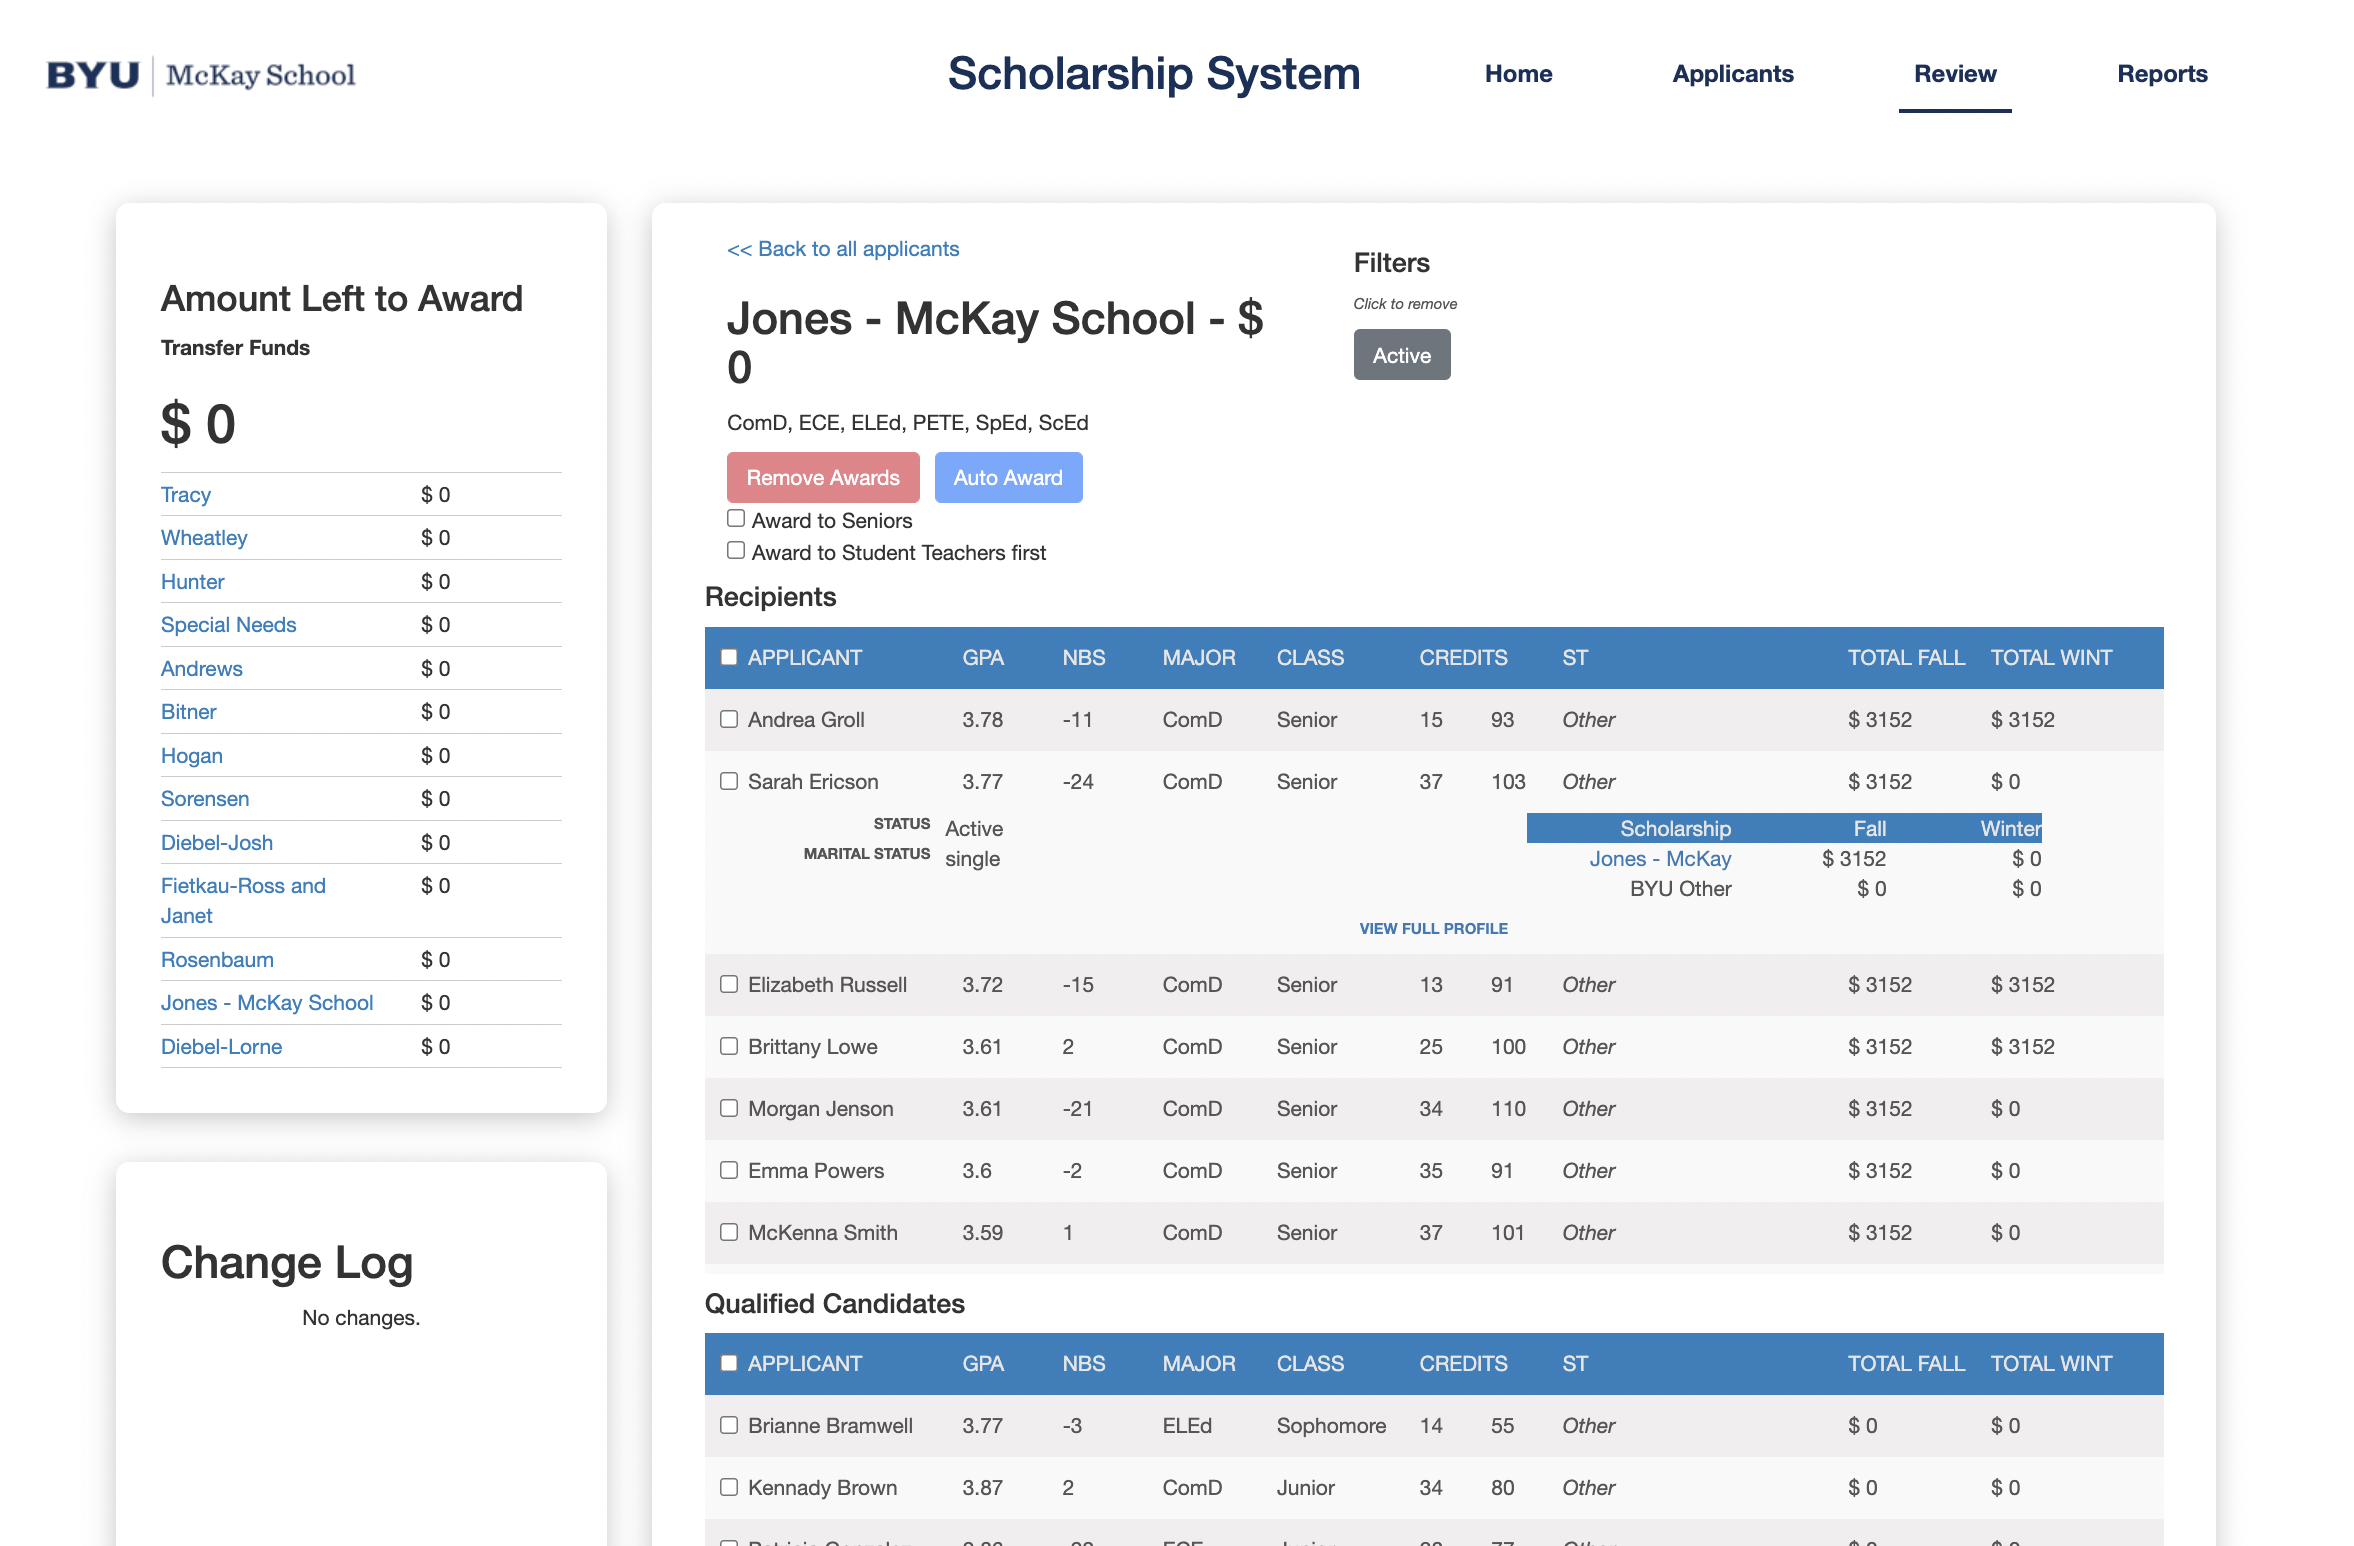 BYU | McKay School
Scholarship System
Home
Applicants
Review
Reports
Amount Left to Award
Transfer Funds
$ 0
Tracy $ 0
Wheatley $ 0
Hunter $ 0
Special Needs $ 0
Andrews $ 0
Bitner $ 0
Hogan $ 0
Sorensen $ 0
Diebel-Josh $ 0
Fietkau-Ross and $ 0
Janet
Rosenbaum $ 0
Jones - McKay School $ 0
Diebel-Lorne $ 0
Change Log
No changes.
<< Back to all applicants
Jones - McKay School - $
0
ComD, ECE, ELEd, PETE, SpEd, ScEd
Remove Awards Auto Award
Award to Seniors
Award to Student Teachers first
Filters
Click to remove
Active
Recipients
APPLICANT GPA NBS MAJOR CLASS CREDITS ST TOTAL FALL TOTAL WINT
Andrea Groll 3.78 -11 ComD Senior 15 93 Other $ 3152 $ 3152
Sarah Ericson 3.77 -24 ComD Senior 37 103 Other $ 3152 $ 0
STATUS Active
MARITAL STATUS single
Scholarship Fall Winter
Jones - McKay $ 3152 $ 0
BYU Other $ 0 $ 0
VIEW FULL PROFILE
Elizabeth Russell 3.72 -15 ComD Senior 13 91 Other $ 3152 $ 3152
Brittany Lowe 3.61 2 ComD Senior 25 100 Other $ 3152 $ 3152
Morgan Jenson 3.61 -21 ComD Senior 34 110 Other $ 3152 $ 0
Emma Powers 3.6 -2 ComD Senior 35 91 Other $ 3152 $ 0
McKenna Smith 3.59 1 ComD Senior 37 101 Other $ 3152 $ 0
Qualified Candidates
APPLICANT GPA NBS MAJOR CLASS CREDITS ST TOTAL FALL TOTAL WINT
Brianne Bramwell 3.77 -3 ELEd Sophomore 14 55 Other $ 0 $ 0
Kennady Brown 3.87 2 ComD Junior 34 80 Other $ 0 $ 0